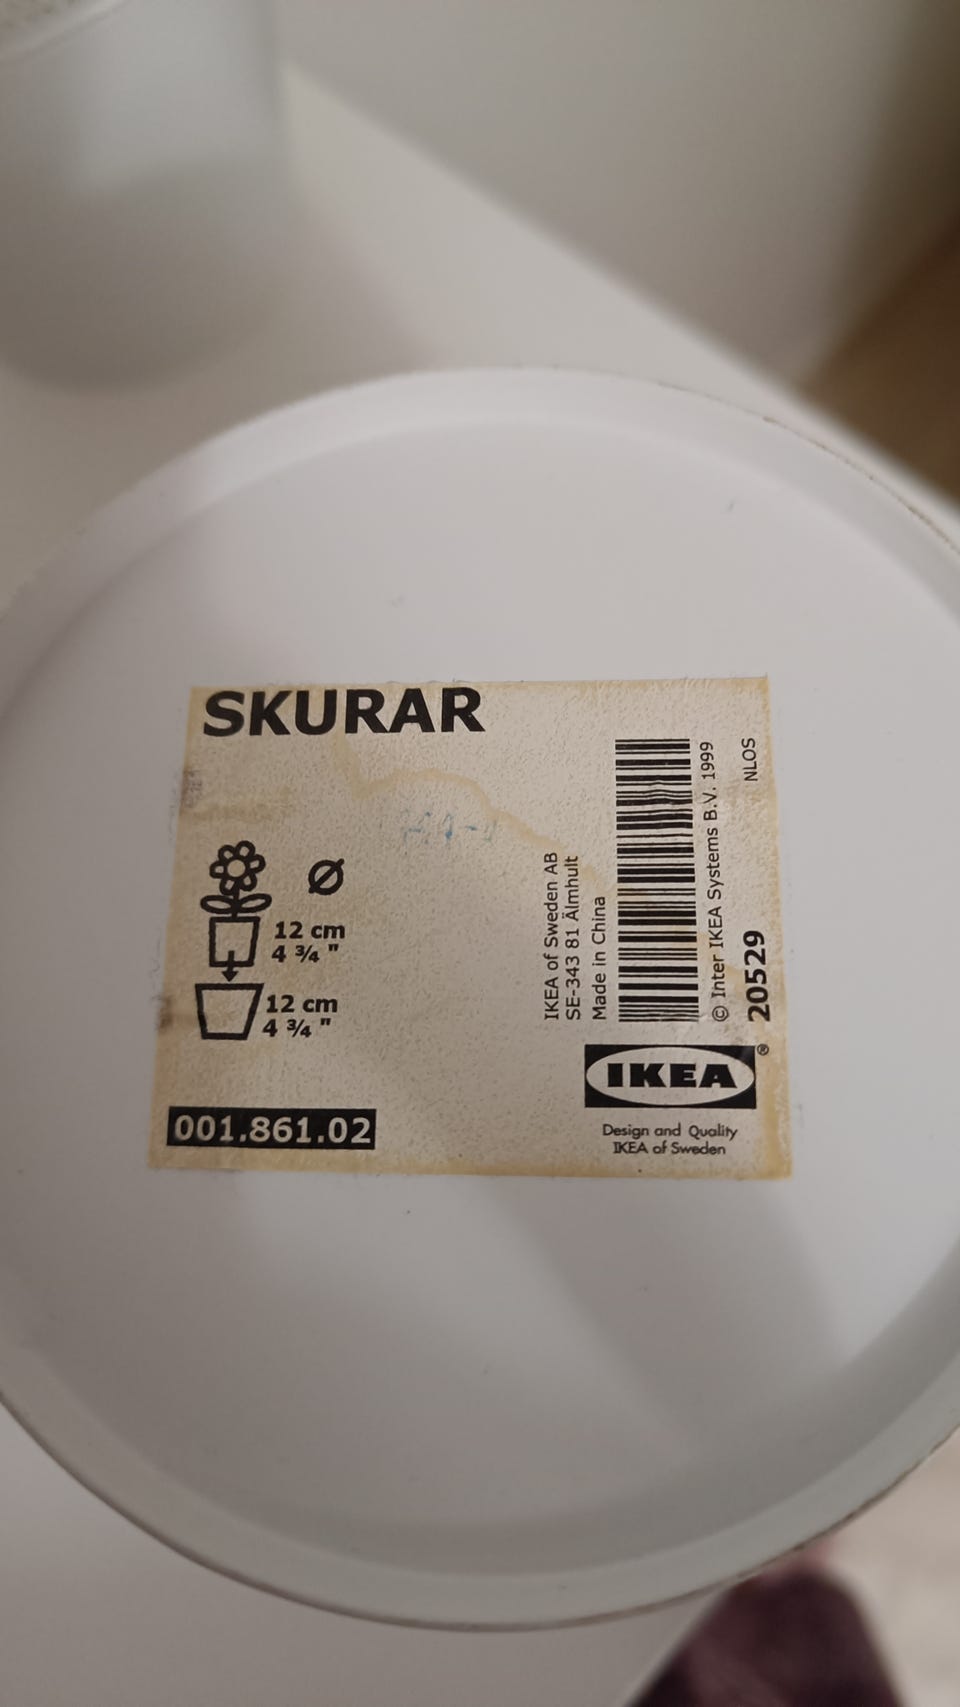 SKURAR
Ø
12 cm
4 ¾ "
12 cm
4 ¾ "
001.861.02
IKEA of Sweden AB
SE-343 81 Älmhult
Made in China
© Inter IKEA Systems B.V. 1999
20529
NLOS
IKEA®
Design and Quality
IKEA of Sweden